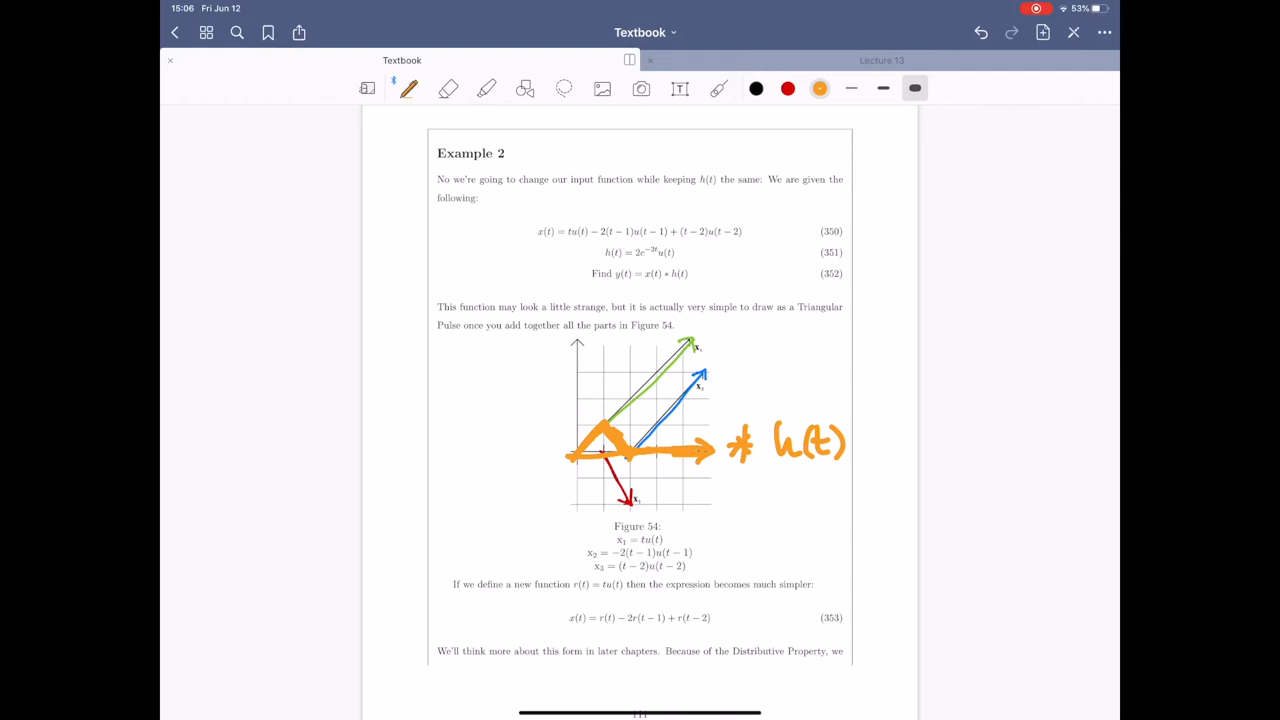 15:06 Fri Jun 12
53%
Textbook
Textbook
Lecture 13
T
Example 2
No we're going to change our input function while keeping h(t) the same: We are given the
following:
x(t) = tu(t) − 2(t − 1)u(t − 1) + (t − 2)u(t − 2) (350)
h(t) = 2e^{−2t}u(t) (351)
Find y(t) = x(t) ∗ h(t) (352)
This function may look a little strange, but it is actually very simple to draw as a Triangular
Pulse once you add together all the parts in Figure 54.
x₁
* h(t)
Figure 54:
x₁ = tu(t)
x₂ = −2(t − 1)u(t − 1)
x₃ = (t − 2)u(t − 2)
If we define a new function r(t) = tu(t) then the expression becomes much simpler:
x(t) = r(t) − 2r(t − 1) + r(t − 2) (353)
We'll think more about this form in later chapters. Because of the Distributive Property, we
111